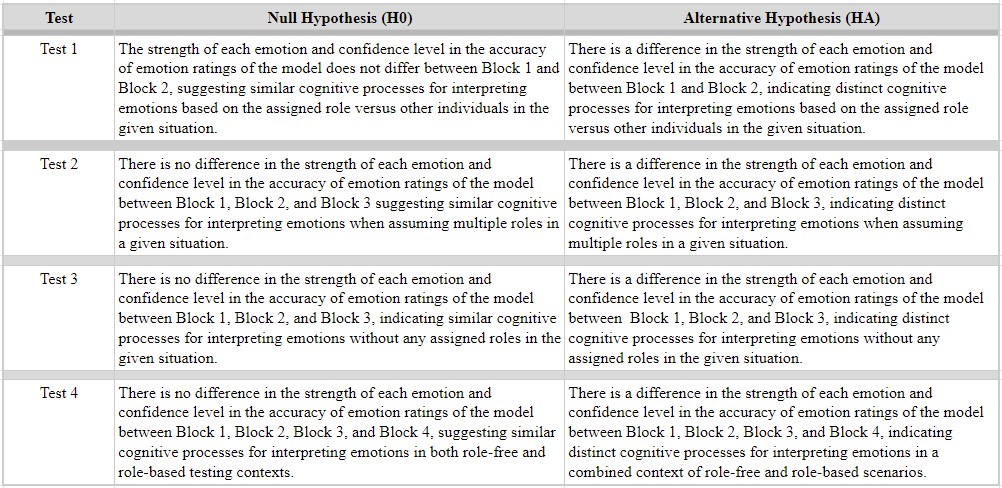 Test Null Hypothesis (H0) Alternative Hypothesis (HA)
Test 1
The strength of each emotion and confidence level in the accuracy
of emotion ratings of the model does not differ between Block 1 and
Block 2, suggesting similar cognitive processes for interpreting
emotions based on the assigned role versus other individuals in the
given situation.
There is a difference in the strength of each emotion and
confidence level in the accuracy of emotion ratings of the model
between Block 1 and Block 2, indicating distinct cognitive
processes for interpreting emotions based on the assigned role
versus other individuals in the given situation.
Test 2
There is no difference in the strength of each emotion and
confidence level in the accuracy of emotion ratings of the model
between Block 1, Block 2, and Block 3 suggesting similar cognitive
processes for interpreting emotions when assuming multiple roles in
a given situation.
There is a difference in the strength of each emotion and
confidence level in the accuracy of emotion ratings of the model
between Block 1, Block 2, and Block 3, indicating distinct
cognitive processes for interpreting emotions when assuming
multiple roles in a given situation.
Test 3
There is no difference in the strength of each emotion and
confidence level in the accuracy of emotion ratings of the model
between Block 1, Block 2, and Block 3, indicating similar cognitive
processes for interpreting emotions without any assigned roles in the
given situation.
There is a difference in the strength of each emotion and
confidence level in the accuracy of emotion ratings of the model
between Block 1, Block 2, and Block 3, indicating distinct
cognitive processes for interpreting emotions without any
assigned roles in the given situation.
Test 4
There is no difference in the strength of each emotion and
confidence level in the accuracy of emotion ratings of the model
between Block 1, Block 2, Block 3, and Block 4, suggesting similar
cognitive processes for interpreting emotions in both role-free and
role-based testing contexts.
There is a difference in the strength of each emotion and
confidence level in the accuracy of emotion ratings of the model
between Block 1, Block 2, Block 3, and Block 4, indicating
distinct cognitive processes for interpreting emotions in a
combined context of role-free and role-based scenarios.